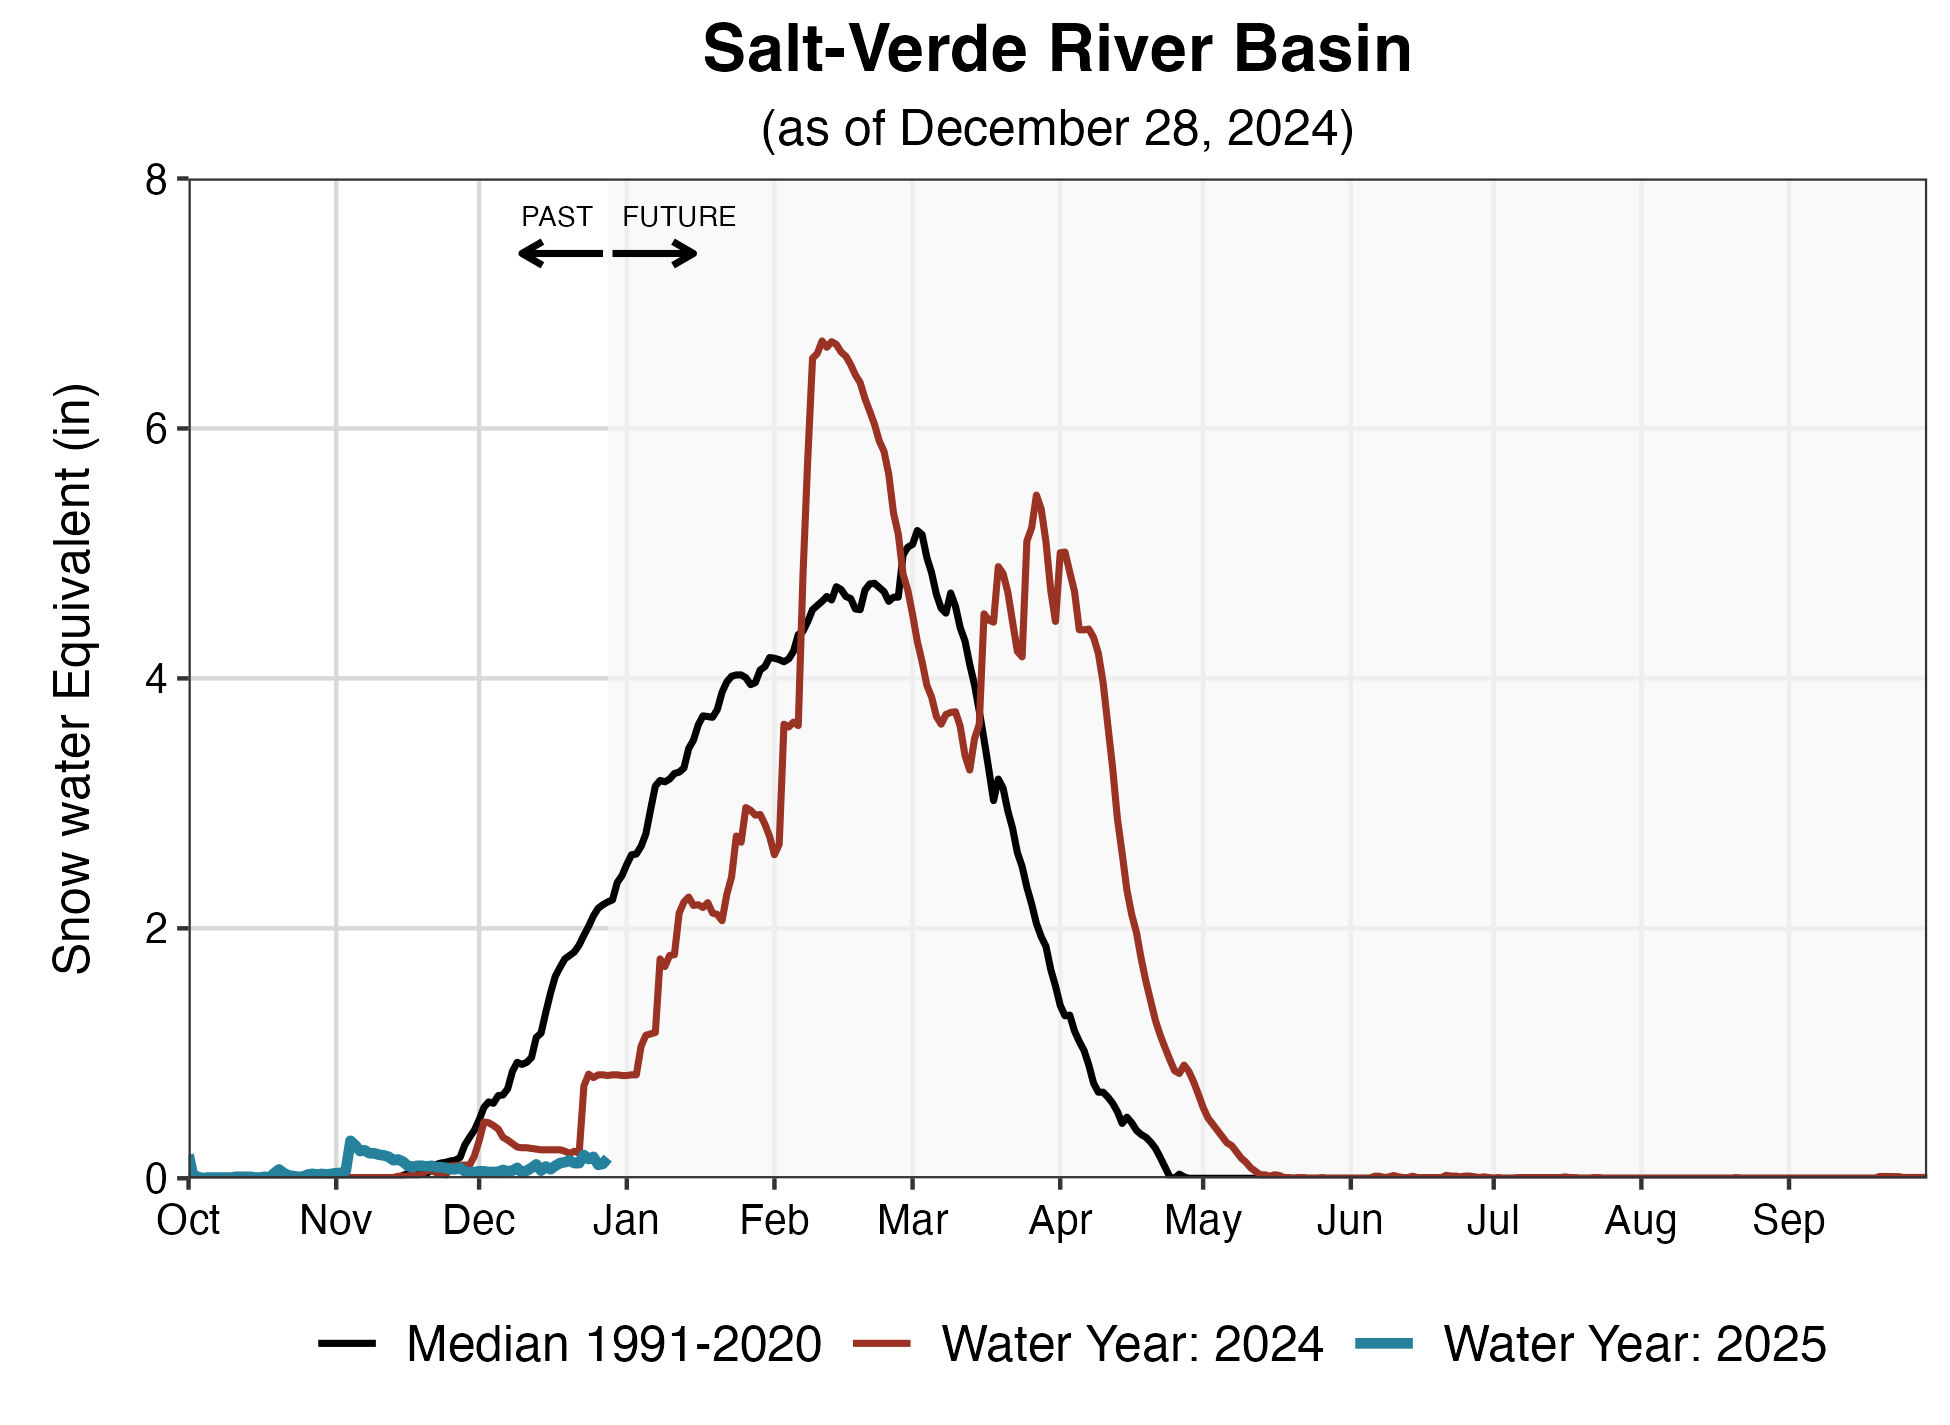 Salt-Verde River Basin
(as of December 28, 2024)
PAST FUTURE
Snow water Equivalent (in)
8
6
4
2
0
Oct Nov Dec Jan Feb Mar Apr May Jun Jul Aug Sep
Median 1991-2020 Water Year: 2024 Water Year: 2025